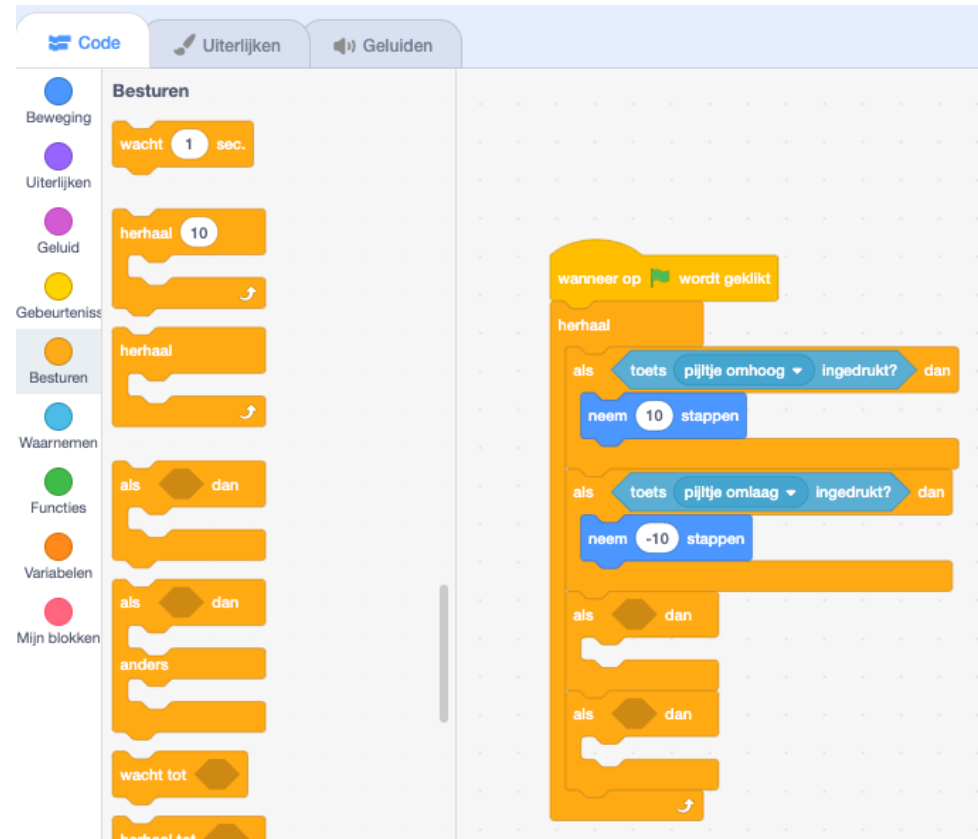 Code
Uiterlijken
Geluiden
Beweging
Uiterlijken
Geluid
Gebeurteniss
Besturen
Waarnemen
Functies
Variabelen
Mijn blokken
Besturen
wacht 1 sec.
herhaal 10
herhaal
als dan
als dan
anders
wacht tot
herhaal tot
wanneer op wordt geklikt
herhaal
als toets pijltje omhoog ingedrukt? dan
neem 10 stappen
als toets pijltje omlaag ingedrukt? dan
neem -10 stappen
als dan
als dan